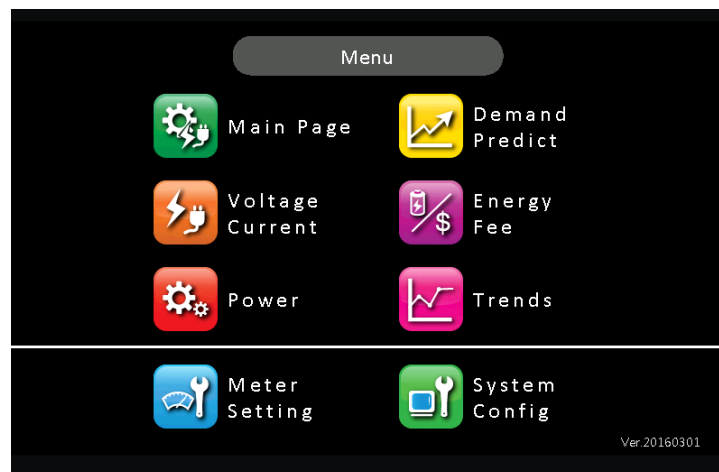 Menu
Main Page
Demand
Predict
Voltage
Current
Energy
Fee
Power
Trends
Meter
Setting
System
Config
Ver.20160301